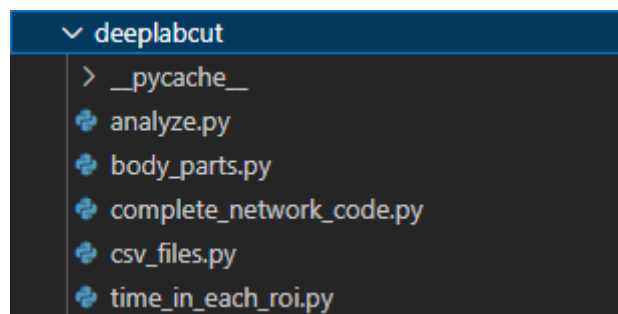 deeplabcut
__pycache__
analyze.py
body_parts.py
complete_network_code.py
csv_files.py
time_in_each_roi.py